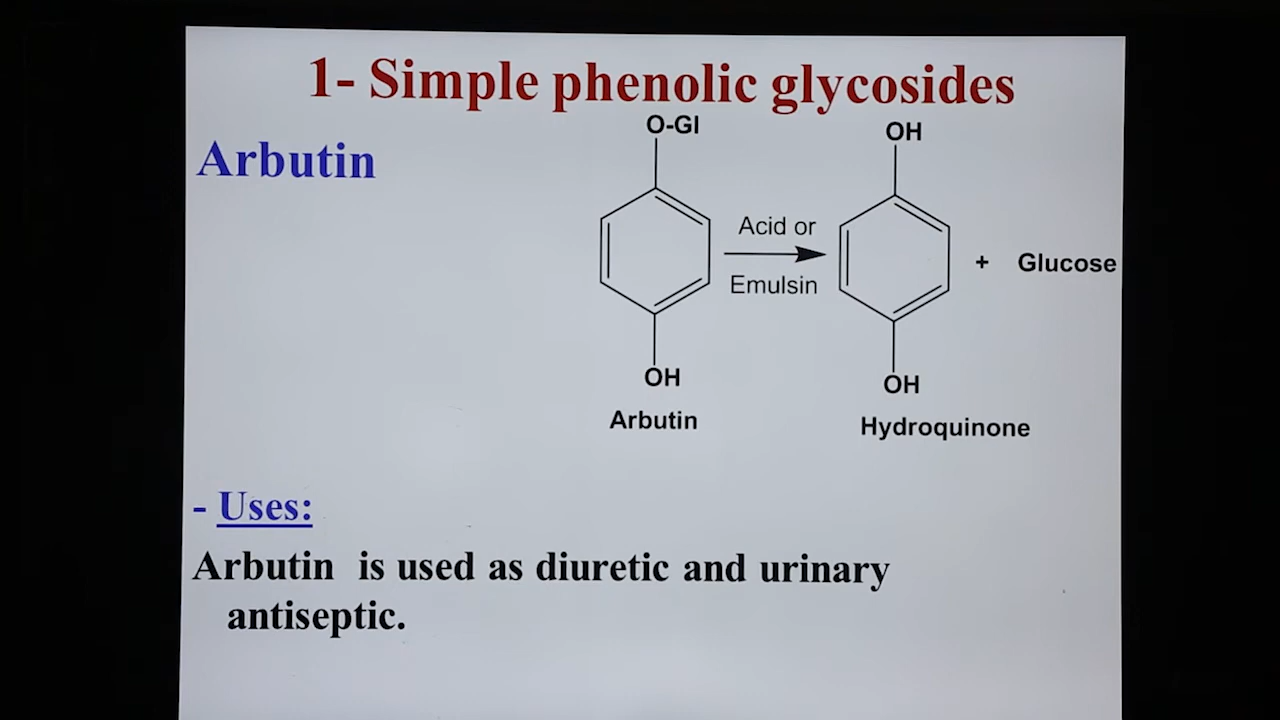 1- Simple phenolic glycosides
Arbutin
O-Gl
OH
Acid or
Emulsin
+ Glucose
OH
OH
Arbutin
Hydroquinone
- Uses:
Arbutin is used as diuretic and urinary
antiseptic.